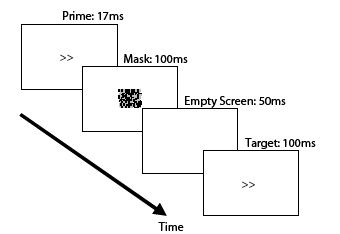 Prime: 17ms
>>
Mask: 100ms
Empty Screen: 50ms
Target: 100ms
>>
Time